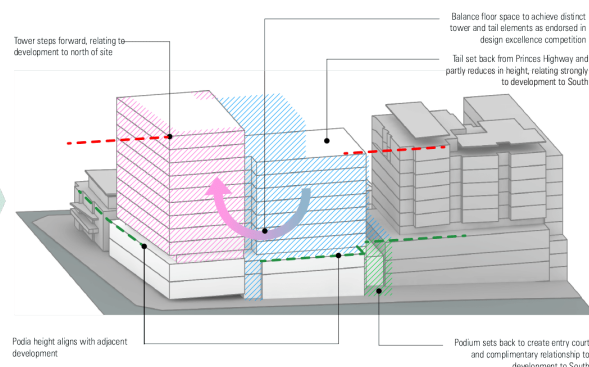 Balance floor space to achieve distinct
tower and tail elements as endorsed in
design excellence competition
Tower steps forward, relating to
development to north of site
Tail set back from Princes Highway and
partly reduces in height, relating strongly
to development to South
Podia height aligns with adjacent
development
Podium sets back to create entry court
and complimentary relationship to
development to South